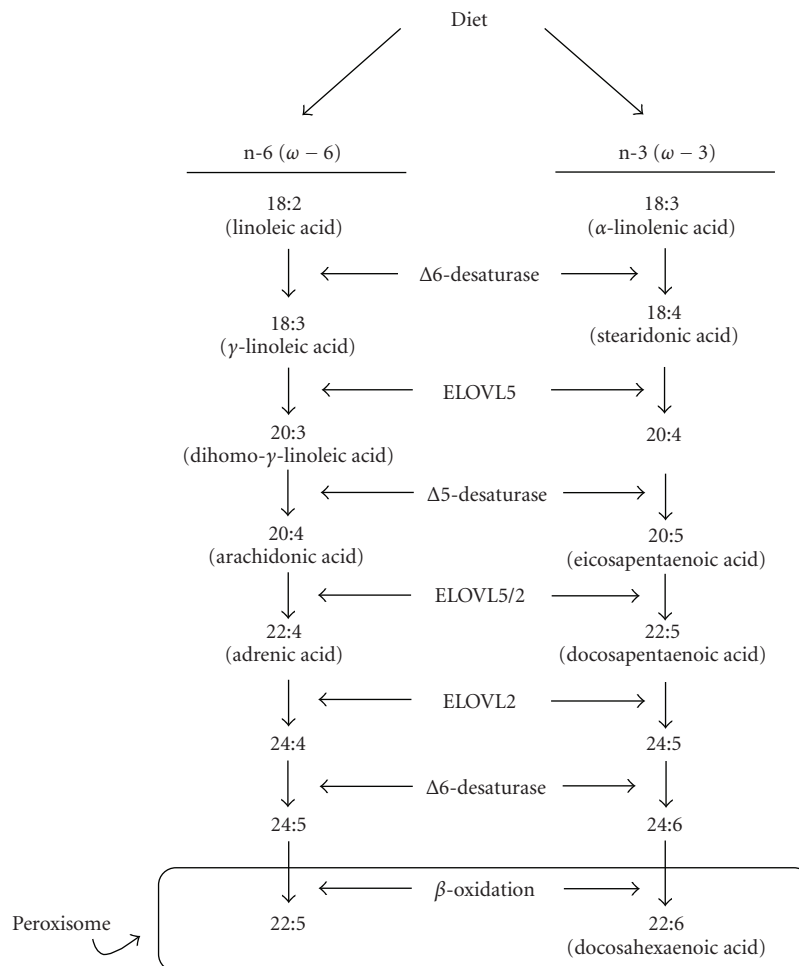 Diet
n-6 (ω − 6)
n-3 (ω − 3)
18:2
(linoleic acid)
18:3
(α-linolenic acid)
Δ6-desaturase
18:3
(γ-linoleic acid)
18:4
(stearidonic acid)
ELOVL5
20:3
(dihomo-γ-linoleic acid)
20:4
Δ5-desaturase
20:4
(arachidonic acid)
20:5
(eicosapentaenoic acid)
ELOVL5/2
22:4
(adrenic acid)
22:5
(docosapentaenoic acid)
ELOVL2
24:4
24:5
Δ6-desaturase
24:5
24:6
β-oxidation
Peroxisome
22:5
22:6
(docosahexaenoic acid)